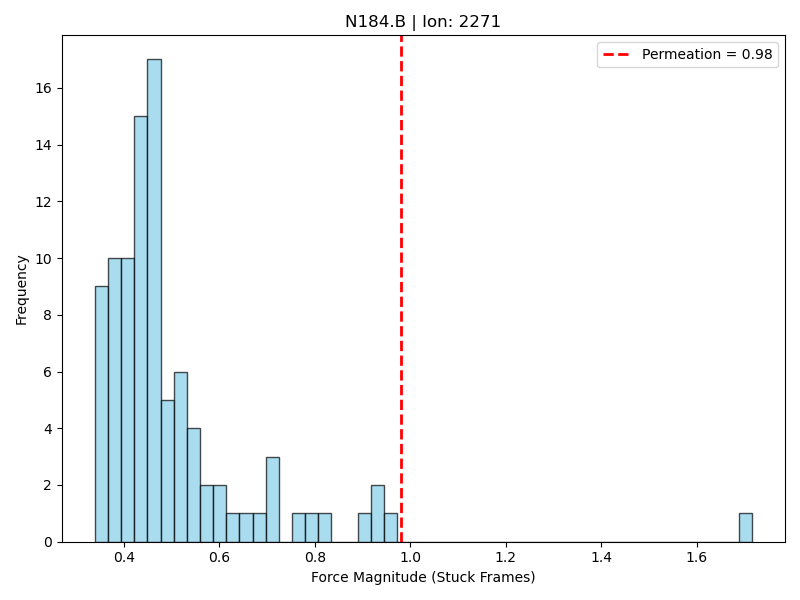 N184.B | Ion: 2271
Permeation = 0.98
Frequency
16
14
12
10
8
6
4
2
0
0.4 0.6 0.8 1.0 1.2 1.4 1.6
Force Magnitude (Stuck Frames)